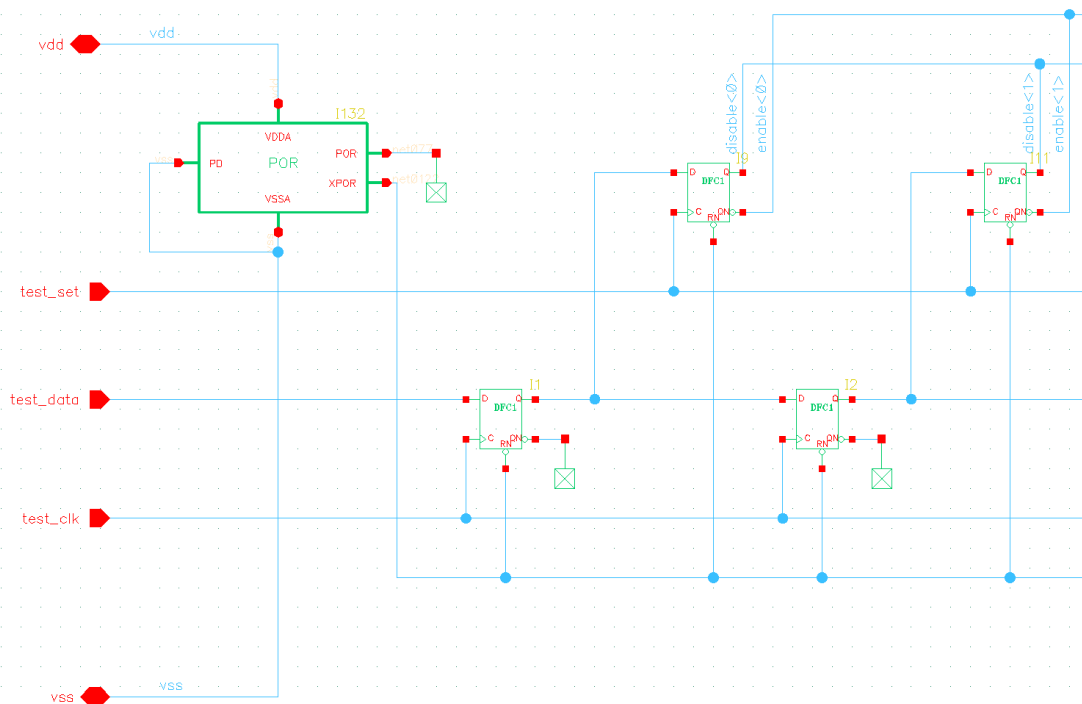 vdd
vdd
I132
VDDA
POR
PD
POR
XPOR
VSSA
disable<0>
enable<0>
disable<1>
enable<1>
I9
D
Q
DFC1
C
QN
RN
I11
D
Q
DFC1
C
QN
RN
test_set
test_data
I1
D
Q
DFC1
C
QN
RN
I2
D
Q
DFC1
C
QN
RN
test_clk
vss
vss